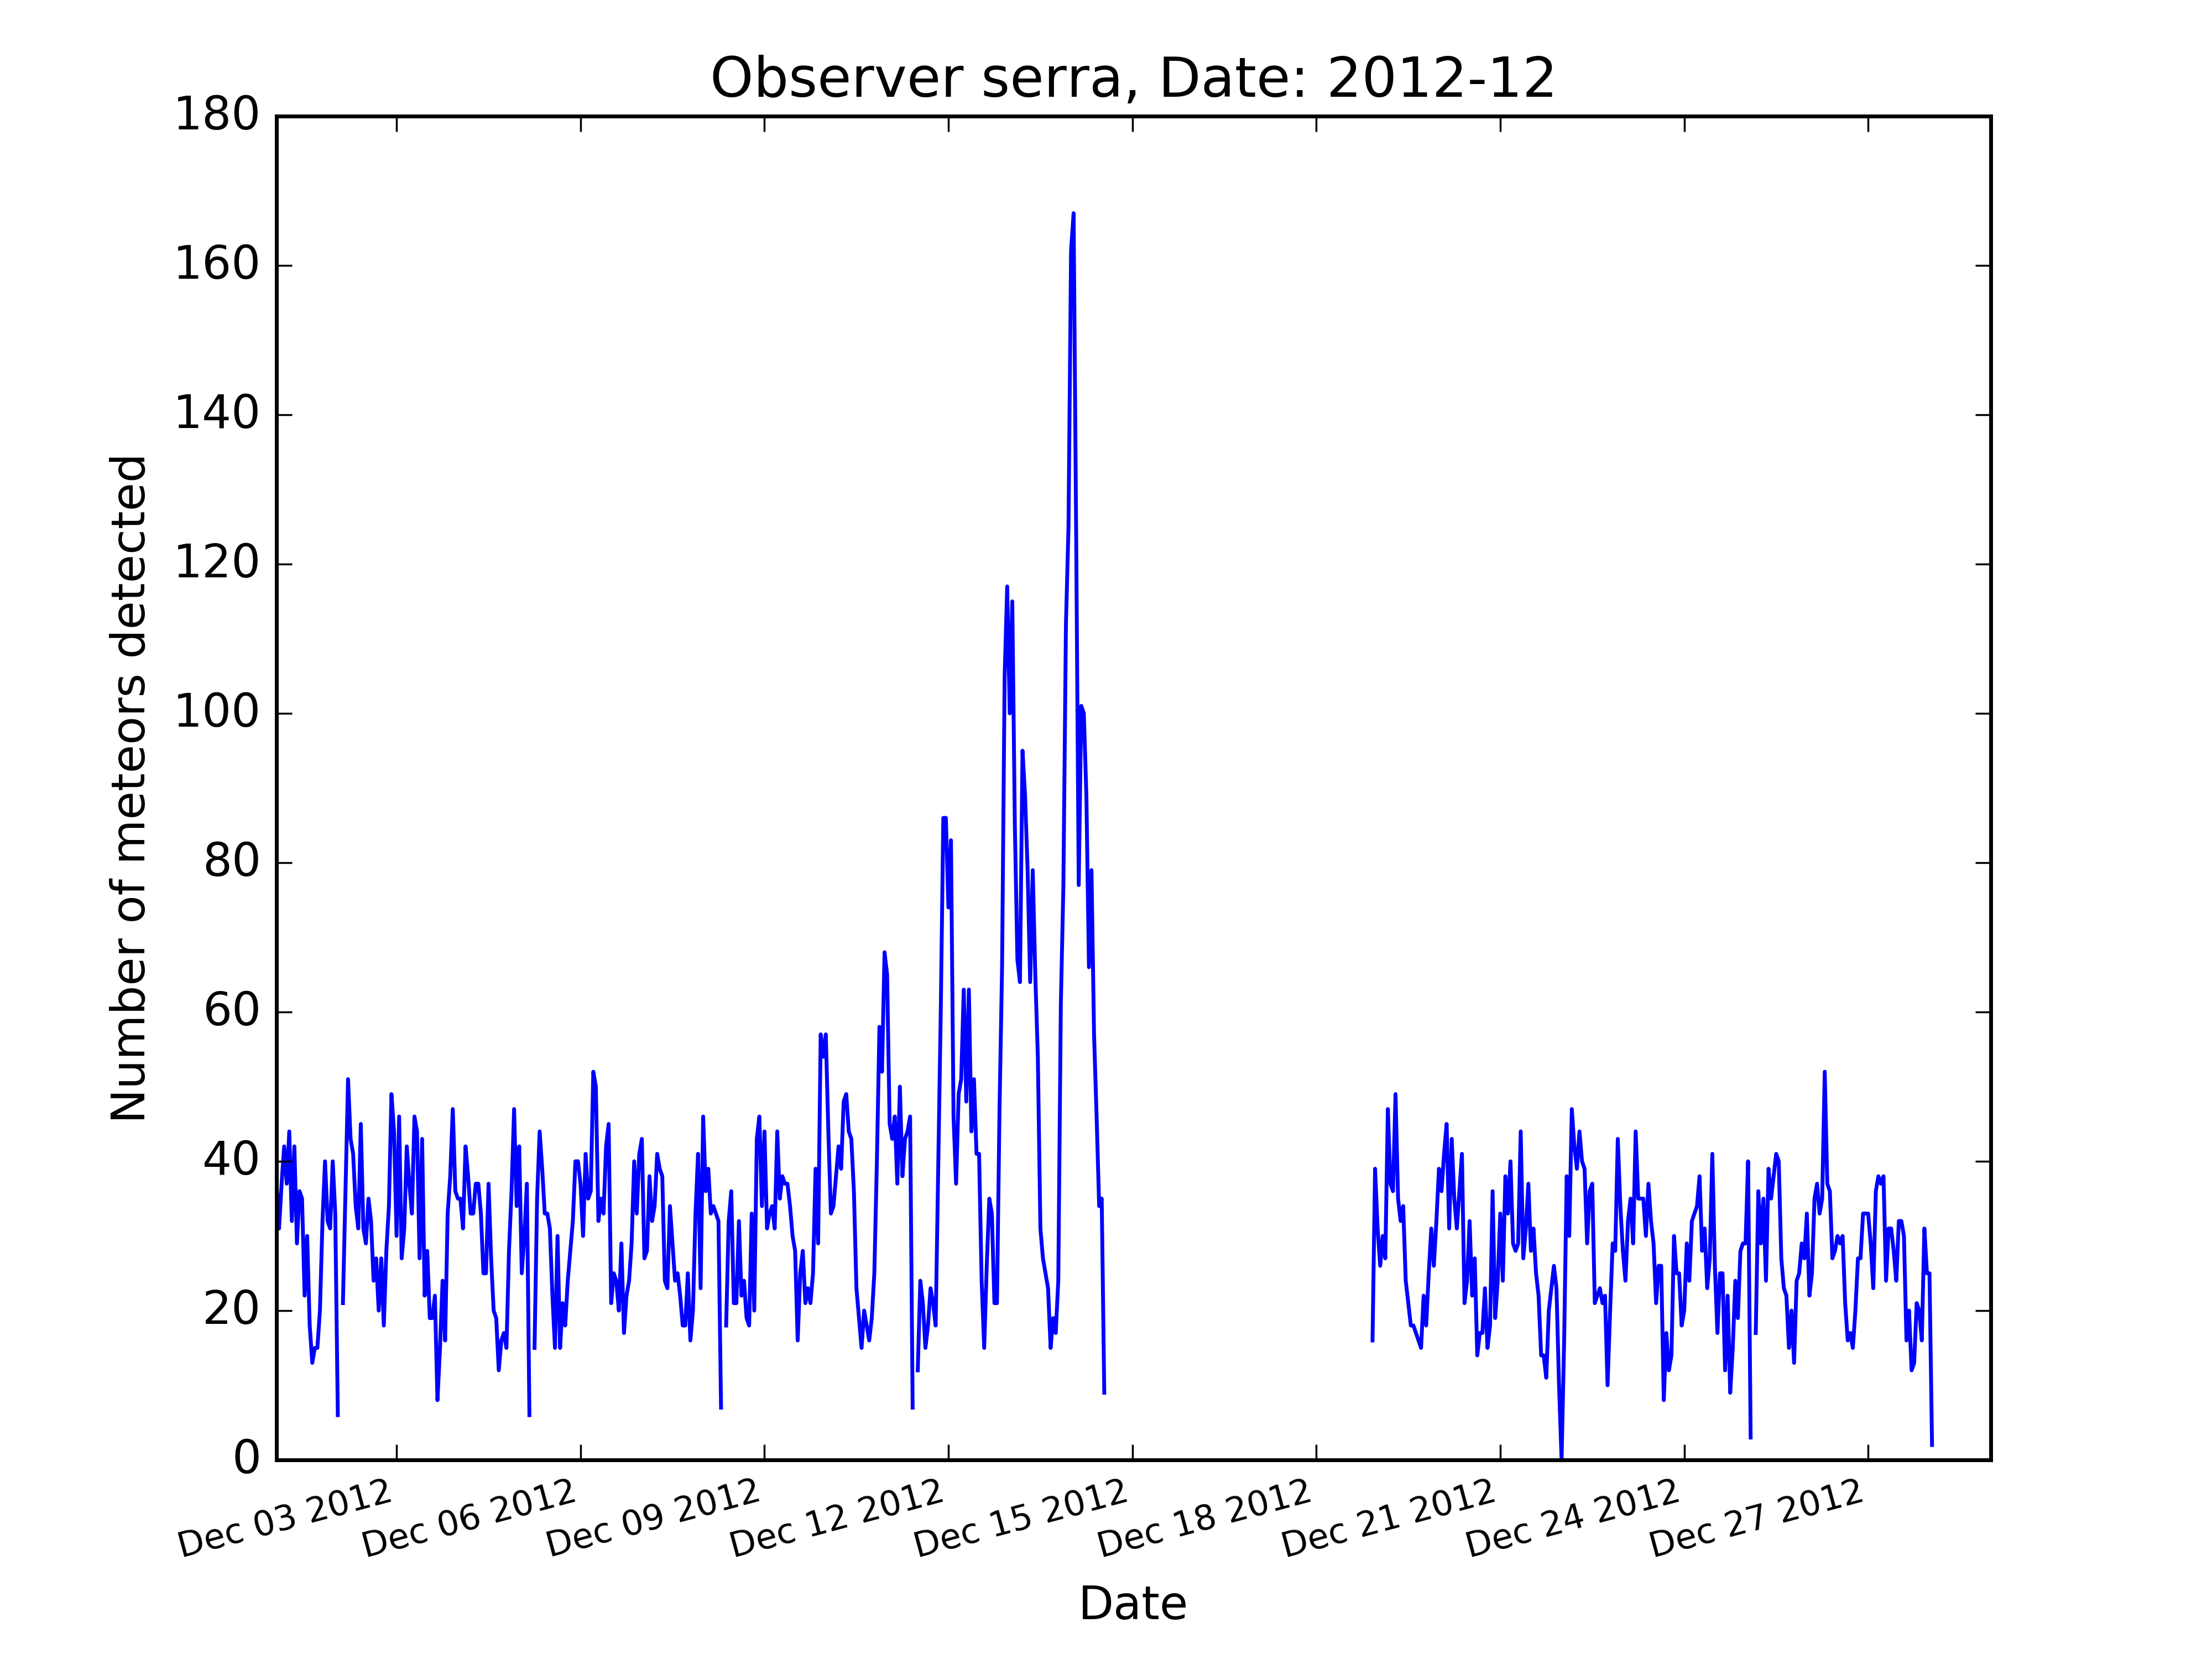 Observer serra, Date: 2012-12
180
160
140
120
100
80
60
40
20
0
Number of meteors detected
Dec 03 2012
Dec 06 2012
Dec 09 2012
Dec 12 2012
Dec 15 2012
Dec 18 2012
Dec 21 2012
Dec 24 2012
Dec 27 2012
Date